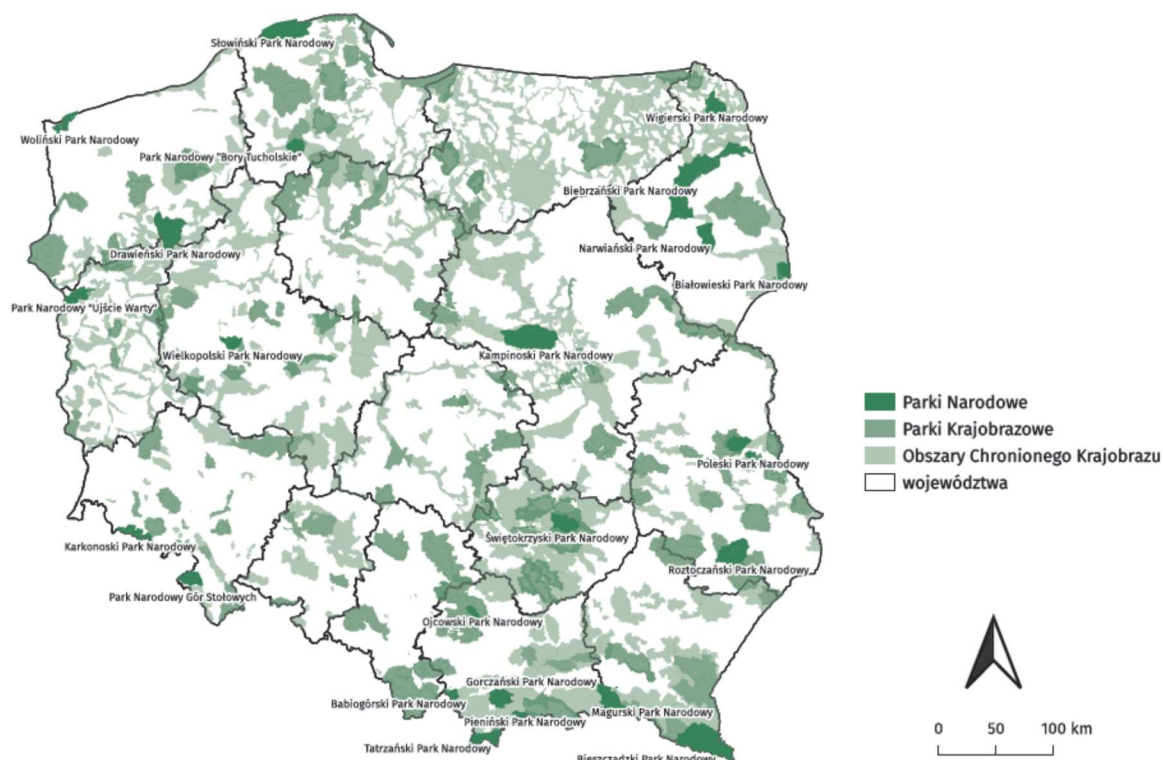 Słowiński Park Narodowy
Wigierski Park Narodowy
Woliński Park Narodowy
Park Narodowy "Bory Tucholskie"
Biebrzański Park Narodowy
Narwiański Park Narodowy
Drawieński Park Narodowy
Białowieski Park Narodowy
Park Narodowy "Ujście Warty"
Wielkopolski Park Narodowy
Kampinoski Park Narodowy
Parki Narodowe
Parki Krajobrazowe
Obszary Chronionego Krajobrazu
województwa
Poleski Park Narodowy
Świętokrzyski Park Narodowy
Karkonoski Park Narodowy
Roztoczański Park Narodowy
Park Narodowy Gór Stołowych
Ojcowski Park Narodowy
Gorczański Park Narodowy
Babiogórski Park Narodowy
Magurski Park Narodowy
Pieniński Park Narodowy
Tatrzański Park Narodowy
Bieszczadzki Park Narodowy
0 50 100 km